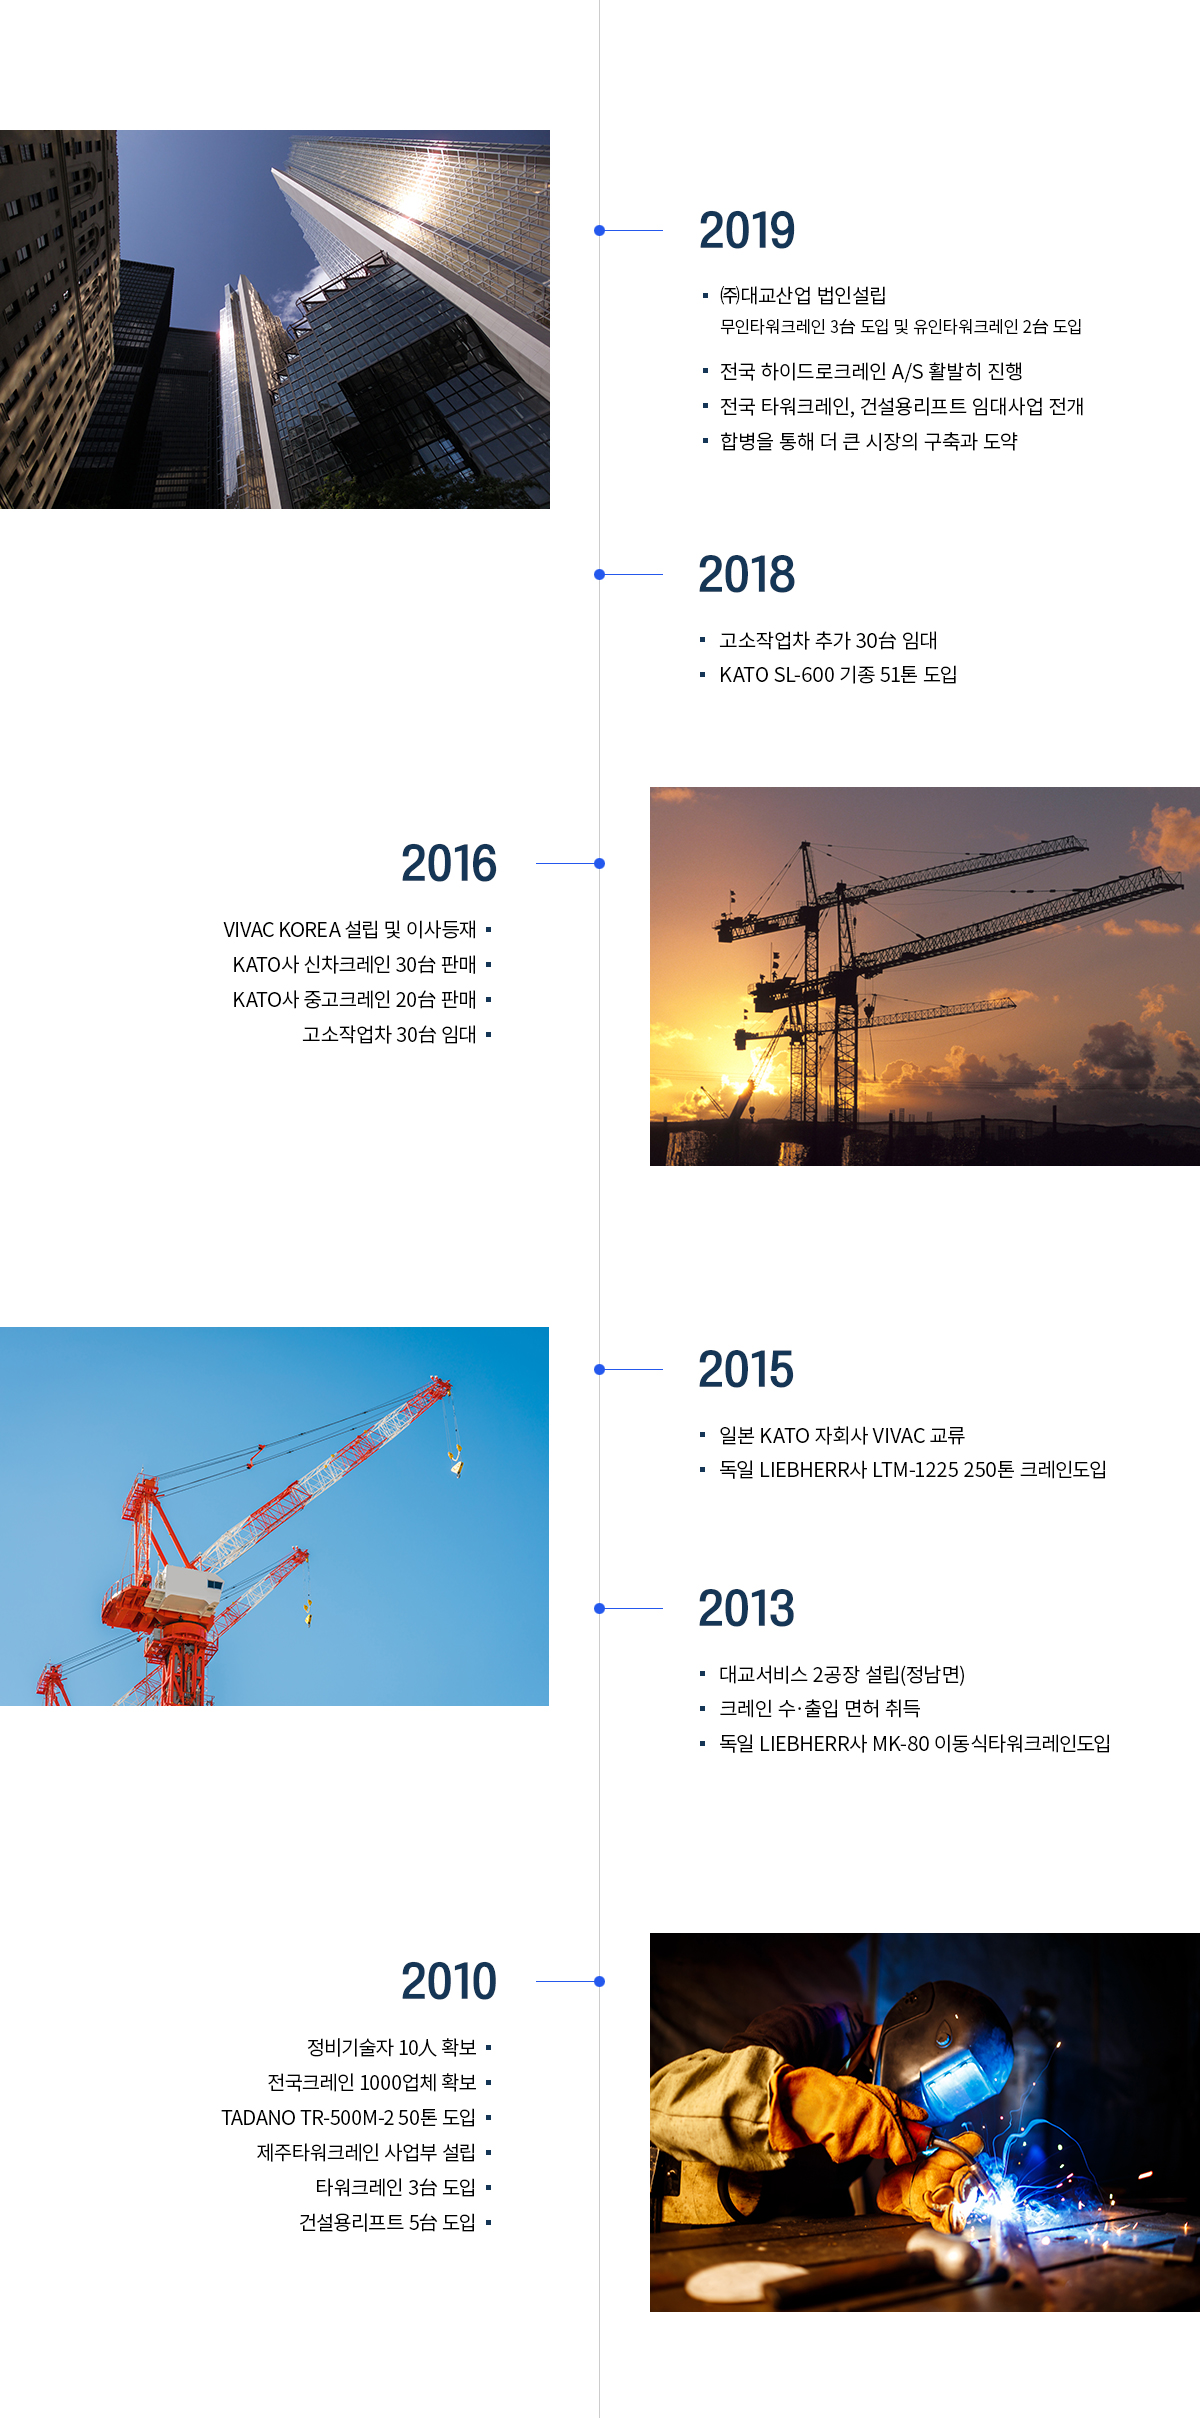 2019
㈜대교산업 법인설립
무인타워크레인 3台 도입 및 유인타워크레인 2台 도입
전국 하이드로크레인 A/S 활발히 진행
전국 타워크레인, 건설용리프트 임대사업 전개
합병을 통해 더 큰 시장의 구축과 도약
2018
고소작업차 추가 30台 임대
KATO SL-600 기종 51톤 도입
2016
VIVAC KOREA 설립 및 이사등재
KATO사 신차크레인 30台 판매
KATO사 중고크레인 20台 판매
고소작업차 30台 임대
2015
일본 KATO 자회사 VIVAC 교류
독일 LIEBHERR사 LTM-1225 250톤 크레인도입
2013
대교서비스 2공장 설립(정남면)
크레인 수·출입 면허 취득
독일 LIEBHERR사 MK-80 이동식타워크레인도입
2010
정비기술자 10人 확보
전국크레인 1000업체 확보
TADANO TR-500M-2 50톤 도입
제주타워크레인 사업부 설립
타워크레인 3台 도입
건설용리프트 5台 도입